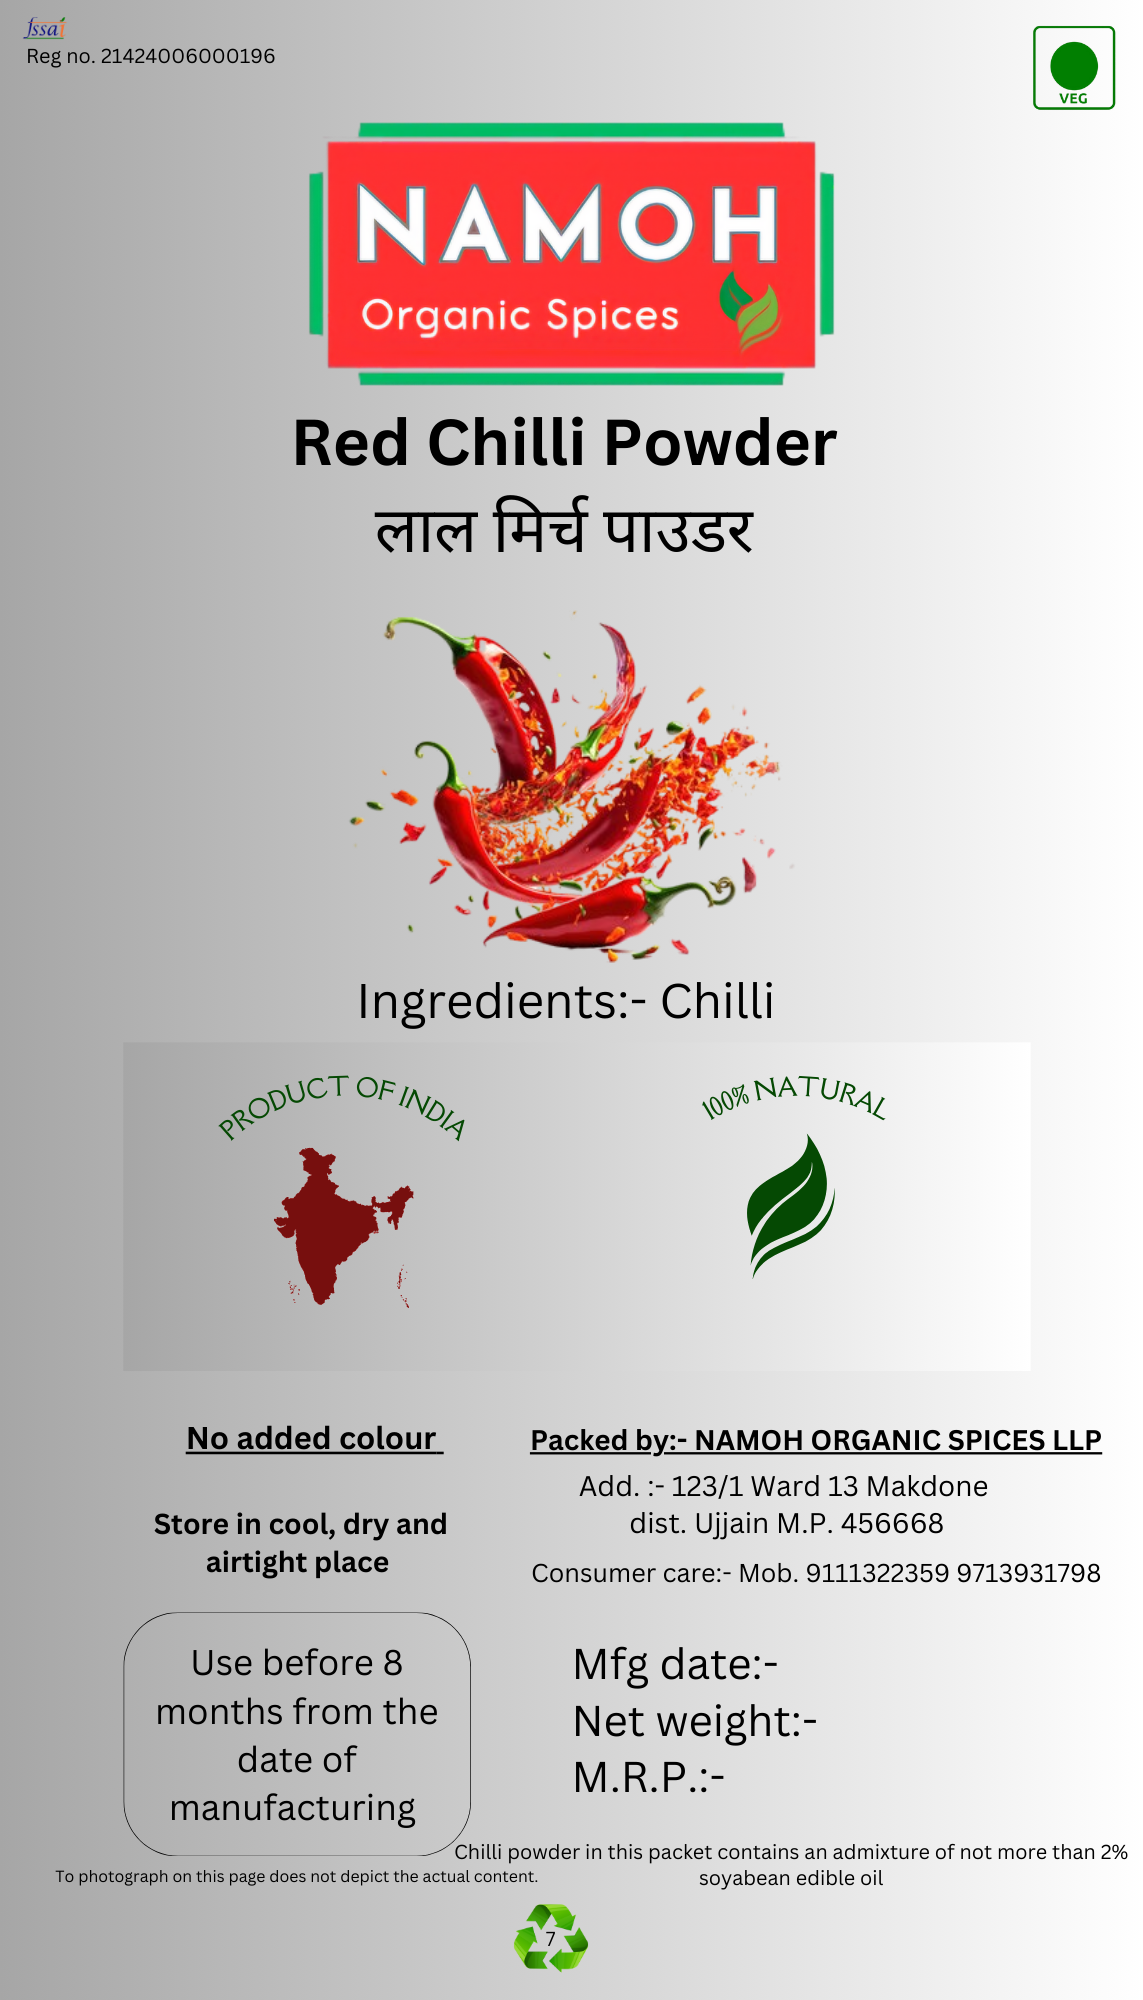 fssai
Reg no. 21424006000196
VEG
NAMOH
Organic Spices
Red Chilli Powder
लाल मिर्च पाउडर
Ingredients:- Chilli
PRODUCT OF INDIA
100% NATURAL
No added colour
Store in cool, dry and
airtight place
Packed by:- NAMOH ORGANIC SPICES LLP
Add. :- 123/1 Ward 13 Makdone
dist. Ujjain M.P. 456668
Consumer care:- Mob. 9111322359 9713931798
Use before 8
months from the
date of
manufacturing
Mfg date:-
Net weight:-
M.R.P.:-
Chilli powder in this packet contains an admixture of not more than 2%
soyabean edible oil
To photograph on this page does not depict the actual content.
7